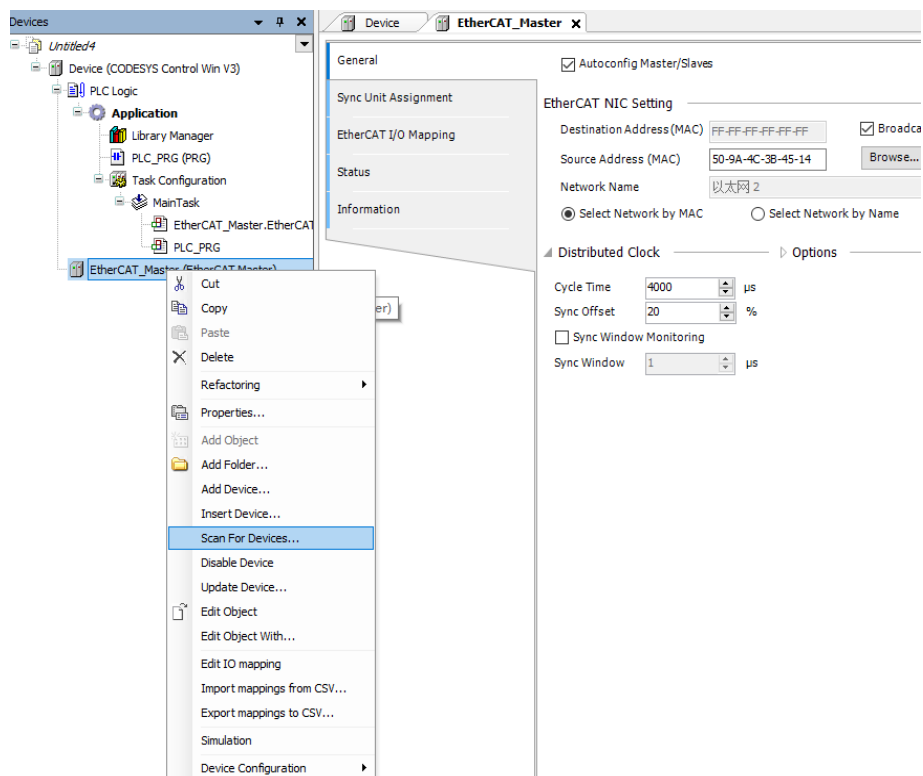 Devices
Untitled4
Device (CODESYS Control Win V3)
PLC Logic
Application
Library Manager
PLC_PRG (PRG)
Task Configuration
MainTask
EtherCAT_Master.EtherCAT
PLC_PRG
EtherCAT_Master (EtherCAT Master)
Cut
Copy
Paste
Delete
Refactoring
Properties...
Add Object
Add Folder...
Add Device...
Insert Device...
Scan For Devices...
Disable Device
Update Device...
Edit Object
Edit Object With...
Edit IO mapping
Import mappings from CSV...
Export mappings to CSV...
Simulation
Device Configuration
er)
Device
EtherCAT_Master
General
Sync Unit Assignment
EtherCAT I/O Mapping
Status
Information
Autoconfig Master/Slaves
EtherCAT NIC Setting
Destination Address (MAC) FF-FF-FF-FF-FF-FF Broadca
Source Address (MAC) 50-9A-4C-3B-45-14 Browse...
Network Name 以太网 2
Select Network by MAC Select Network by Name
Distributed Clock Options
Cycle Time 4000 µs
Sync Offset 20 %
Sync Window Monitoring
Sync Window 1 µs